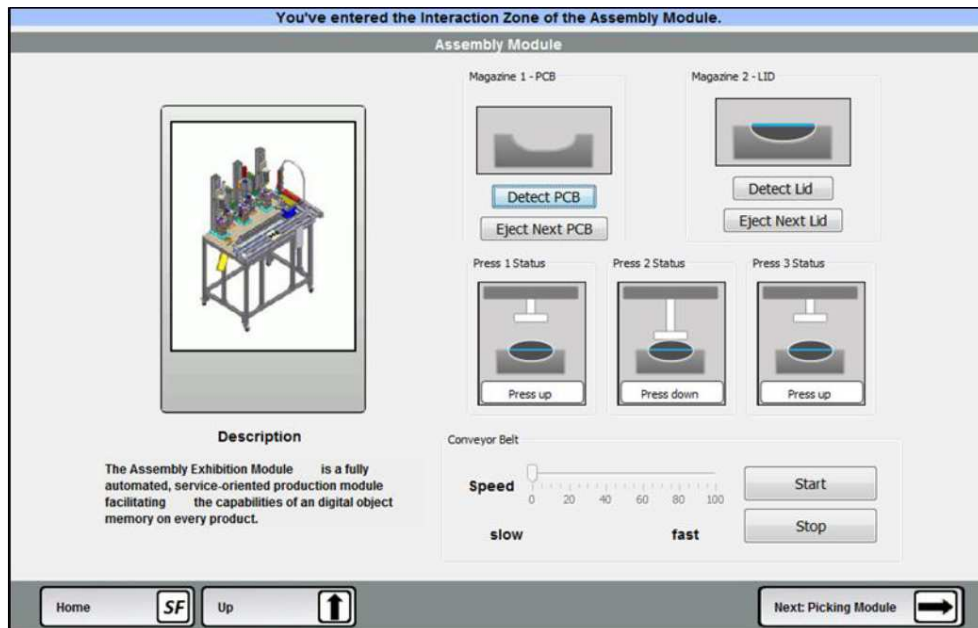 You've entered the Interaction Zone of the Assembly Module.
Assembly Module
Magazine 1 - PCB
Detect PCB
Eject Next PCB
Magazine 2 - LID
Detect Lid
Eject Next Lid
Press 1 Status
Press up
Press 2 Status
Press down
Press 3 Status
Press up
Description
The Assembly Exhibition Module is a fully
automated, service-oriented production module
facilitating the capabilities of an digital object
memory on every product.
Conveyor Belt
Speed
0 20 40 60 80 100
slow fast
Start
Stop
Home SF
Up
Next: Picking Module